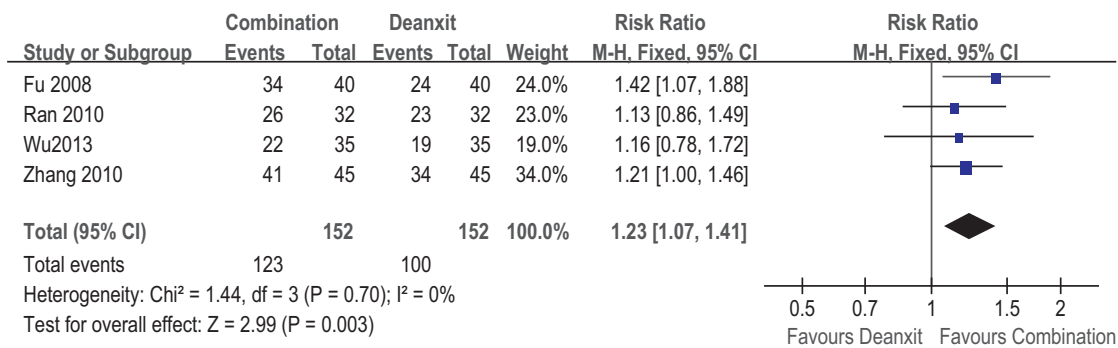 Combination Deanxit Risk Ratio Risk Ratio
Study or Subgroup Events Total Events Total Weight M-H, Fixed, 95% CI M-H, Fixed, 95% CI
Fu 2008 34 40 24 40 24.0% 1.42 [1.07, 1.88]
Ran 2010 26 32 23 32 23.0% 1.13 [0.86, 1.49]
Wu2013 22 35 19 35 19.0% 1.16 [0.78, 1.72]
Zhang 2010 41 45 34 45 34.0% 1.21 [1.00, 1.46]
Total (95% CI) 152 152 100.0% 1.23 [1.07, 1.41]
Total events 123 100
Heterogeneity: Chi² = 1.44, df = 3 (P = 0.70); I² = 0%
Test for overall effect: Z = 2.99 (P = 0.003)
0.5 0.7 1 1.5 2
Favours Deanxit Favours Combination